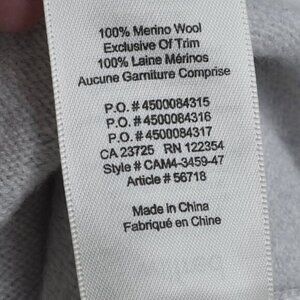 100% Merino Wool
Exclusive Of Trim
100% Laine Mérinos
Aucune Garniture Comprise
P.O. # 4500084315
P.O. # 4500084316
P.O. # 4500084317
CA 23725 RN 122354
Style # CAM4-3459-47
Article # 56718
Made in China
Fabriqué en Chine